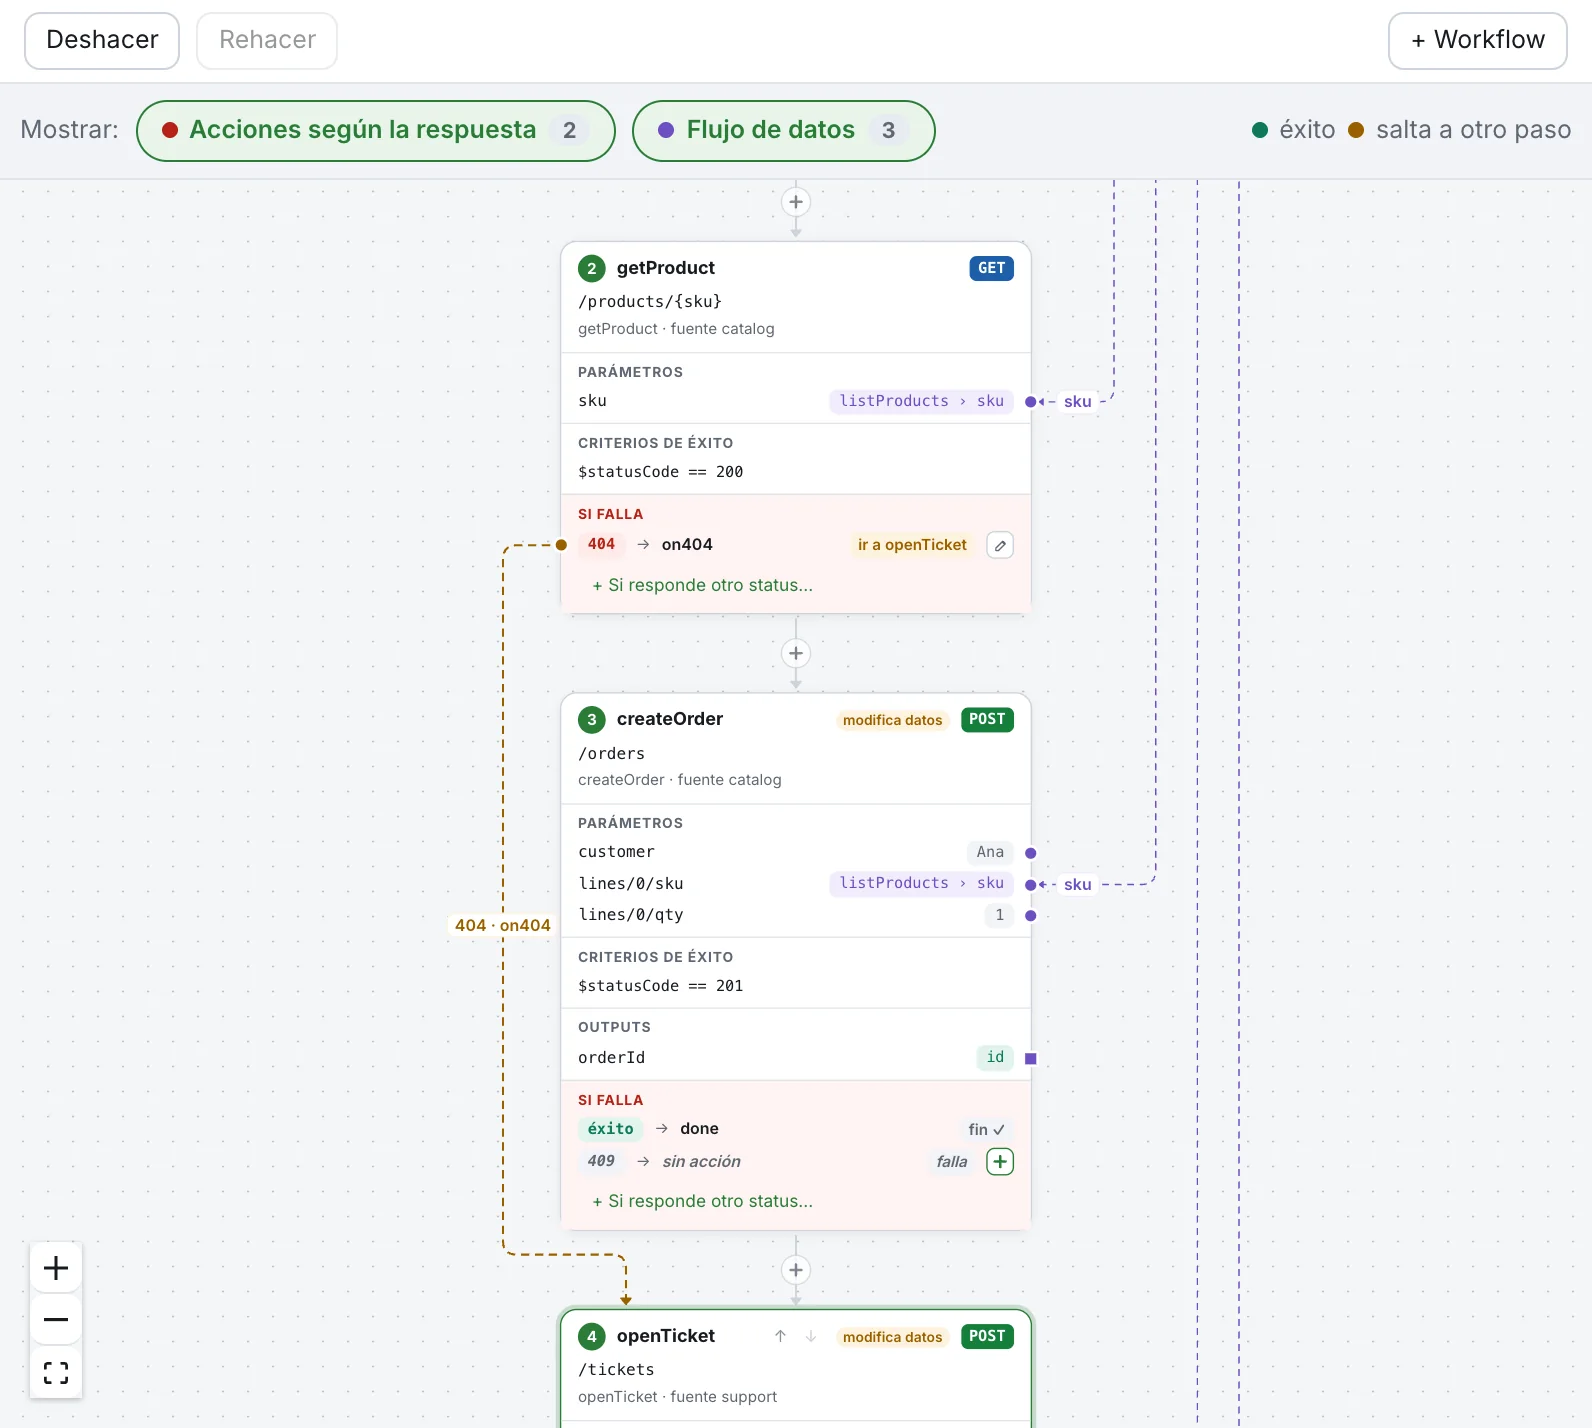 Deshacer
Rehacer
+ Workflow
Mostrar:
Acciones según la respuesta 2
Flujo de datos 3
éxito
salta a otro paso
2 getProduct GET
/products/{sku}
getProduct · fuente catalog
PARÁMETROS
sku listProducts › sku
sku
CRITERIOS DE ÉXITO
$statusCode == 200
SI FALLA
404 → on404 ir a openTicket
+ Si responde otro status...
3 createOrder modifica datos POST
/orders
createOrder · fuente catalog
PARÁMETROS
customer Ana
lines/0/sku listProducts › sku
sku
lines/0/qty 1
404 · on404
CRITERIOS DE ÉXITO
$statusCode == 201
OUTPUTS
orderId id
SI FALLA
éxito → done fin ✓
409 → sin acción falla +
+ Si responde otro status...
4 openTicket ↑ ↓ modifica datos POST
/tickets
openTicket · fuente support